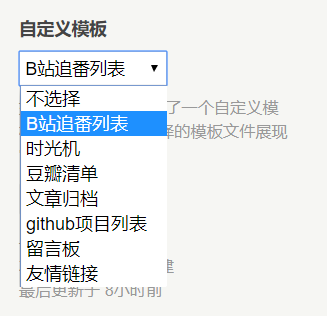 自定义模板
B站追番列表
不选择
了一个自定义模
择的模板文件展现
B站追番列表
时光机
豆瓣清单
文章归档
github项目列表
留言板
友情链接
建
最后更新于 8小时前